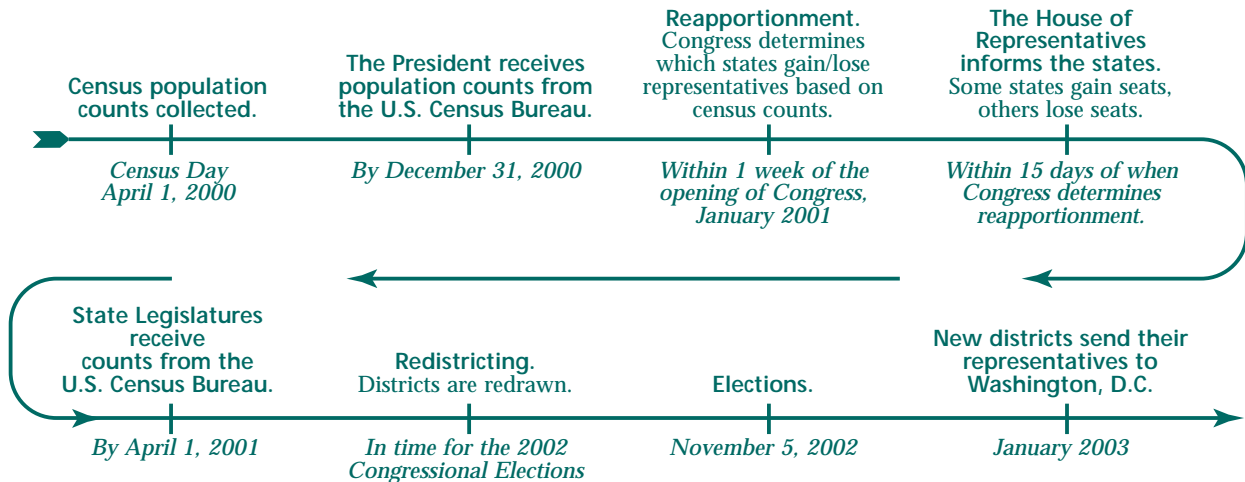 Census population
counts collected.
Census Day
April 1, 2000
The President receives
population counts from
the U.S. Census Bureau.
By December 31, 2000
Reapportionment.
Congress determines
which states gain/lose
representatives based on
census counts.
Within 1 week of the
opening of Congress,
January 2001
The House of
Representatives
informs the states.
Some states gain seats,
others lose seats.
Within 15 days of when
Congress determines
reapportionment.
State Legislatures
receive
counts from the
U.S. Census Bureau.
By April 1, 2001
Redistricting.
Districts are redrawn.
In time for the 2002
Congressional Elections
Elections.
November 5, 2002
New districts send their
representatives to
Washington, D.C.
January 2003